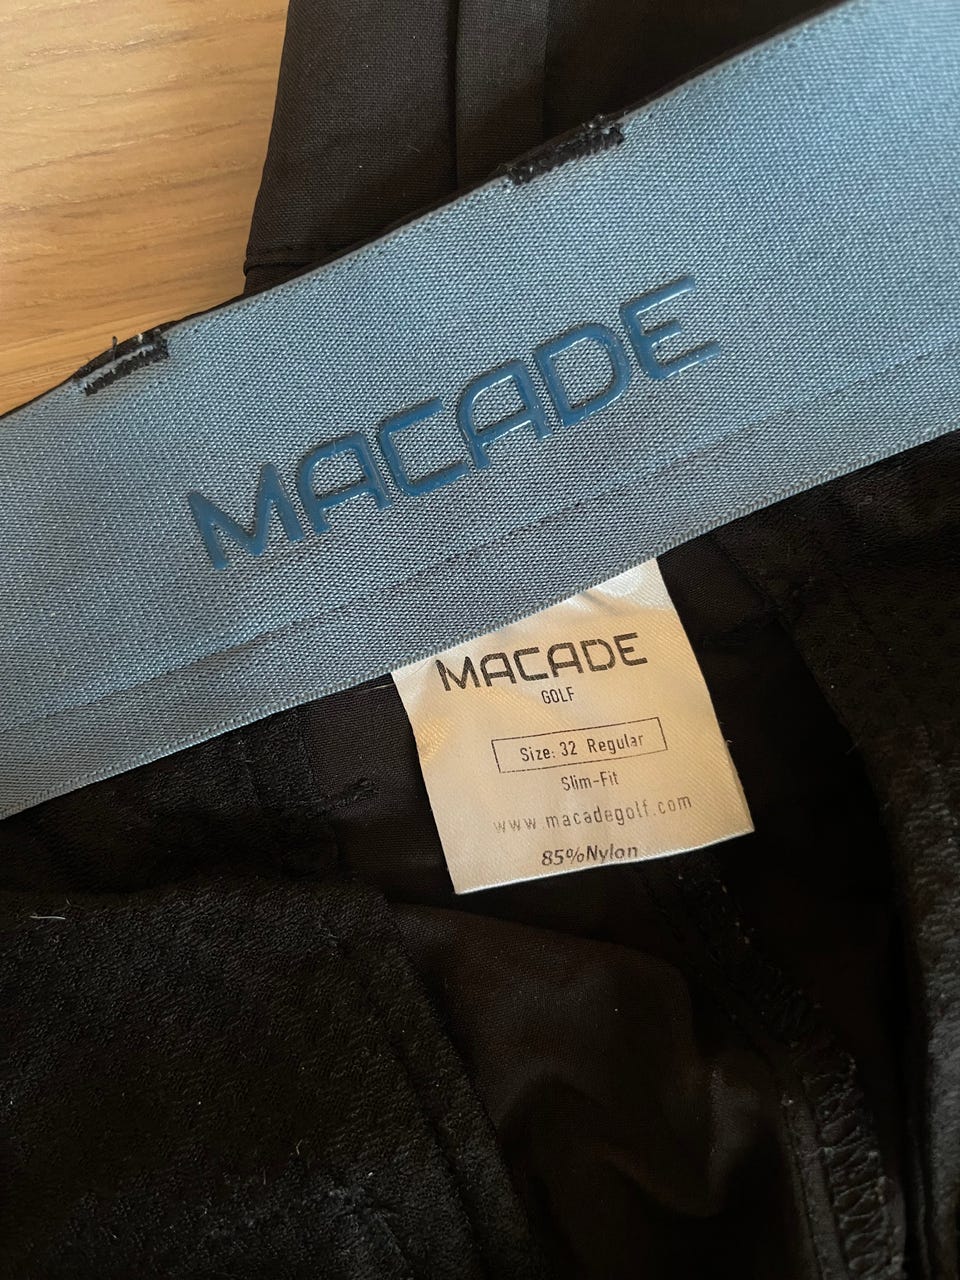 MACADE
MACADE
GOLF
Size: 32 Regular
Slim-Fit
www.macadegolf.com
85%Nylon